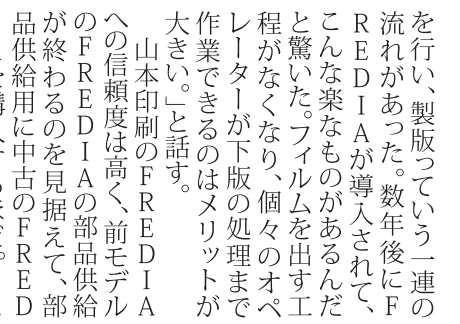 を行い、製版っていう一連の
流れがあった。数年後にF
REDIAが導入されて、
こんな楽なものがあるんだ
と驚いた。フィルムを出す工
程がなくなり、個々のオペ
レーターが下版の処理まで
作業できるのはメリットが
大きい。」と話す。
山本印刷のFREDIA
への信頼度は高く、前モデル
のFREDIAの部品供給
が終わるのを見据えて、部
品供給用に中古のFRED